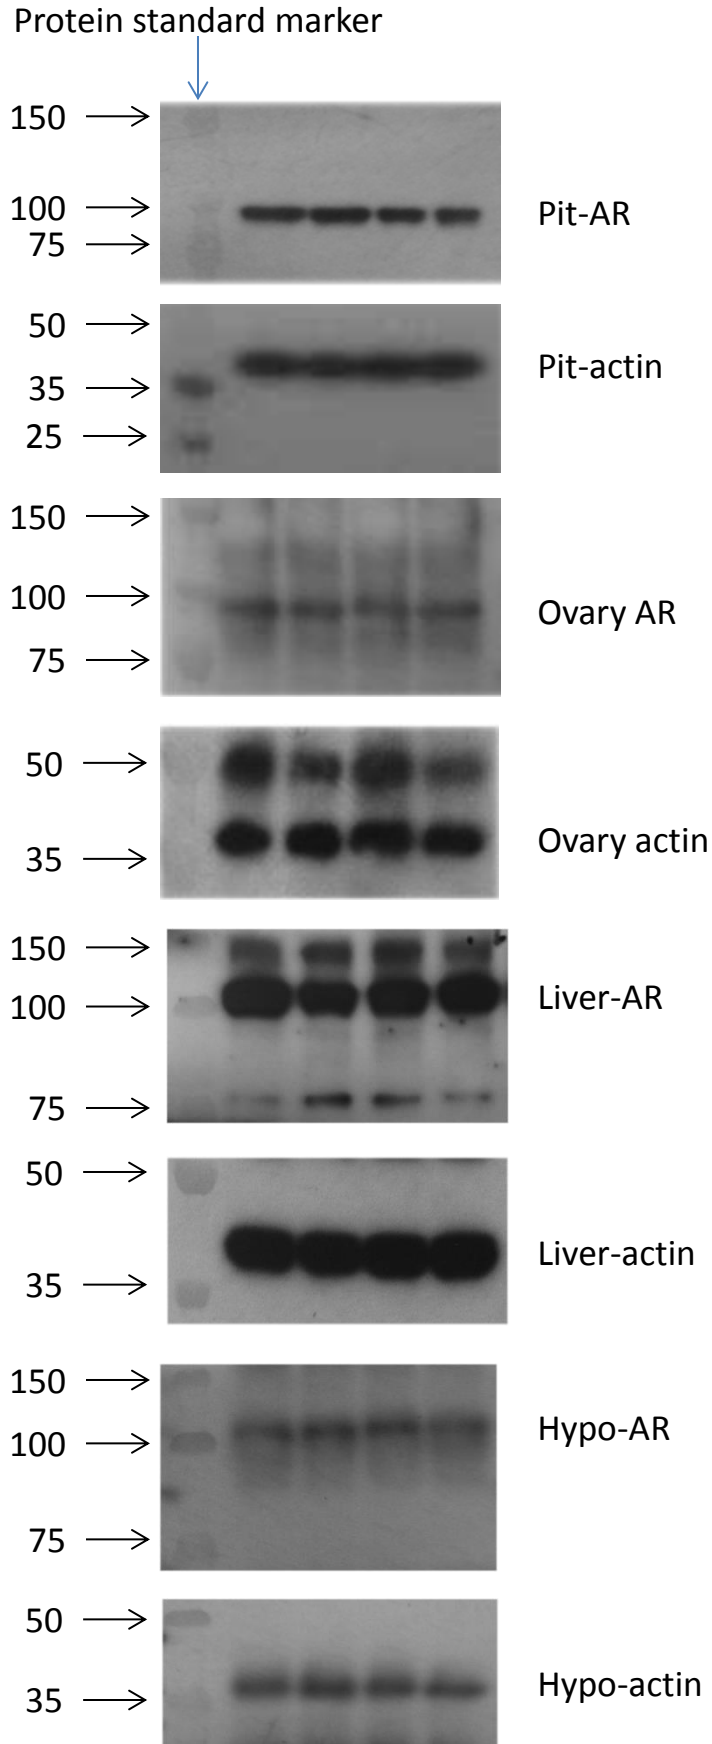 Protein standard marker
150
100
75
Pit-AR
50
35
25
Pit-actin
150
100
75
Ovary AR
50
35
Ovary actin
150
100
75
Liver-AR
50
35
Liver-actin
150
100
75
Hypo-AR
50
35
Hypo-actin